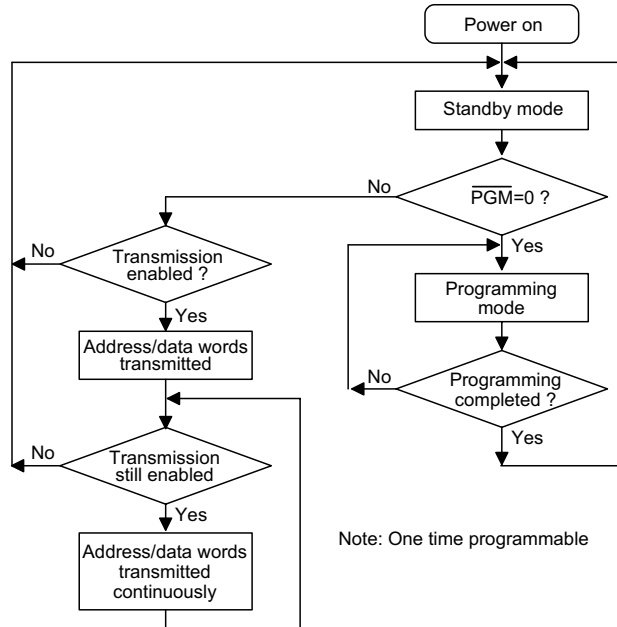 Power on
Standby mode
PGM=0 ?
No
Yes
Transmission
enabled ?
No
Yes
Programming
mode
Address/data words
transmitted
Programming
completed ?
No
Yes
Transmission
still enabled
No
Yes
Address/data words
transmitted
continuously
Note: One time programmable